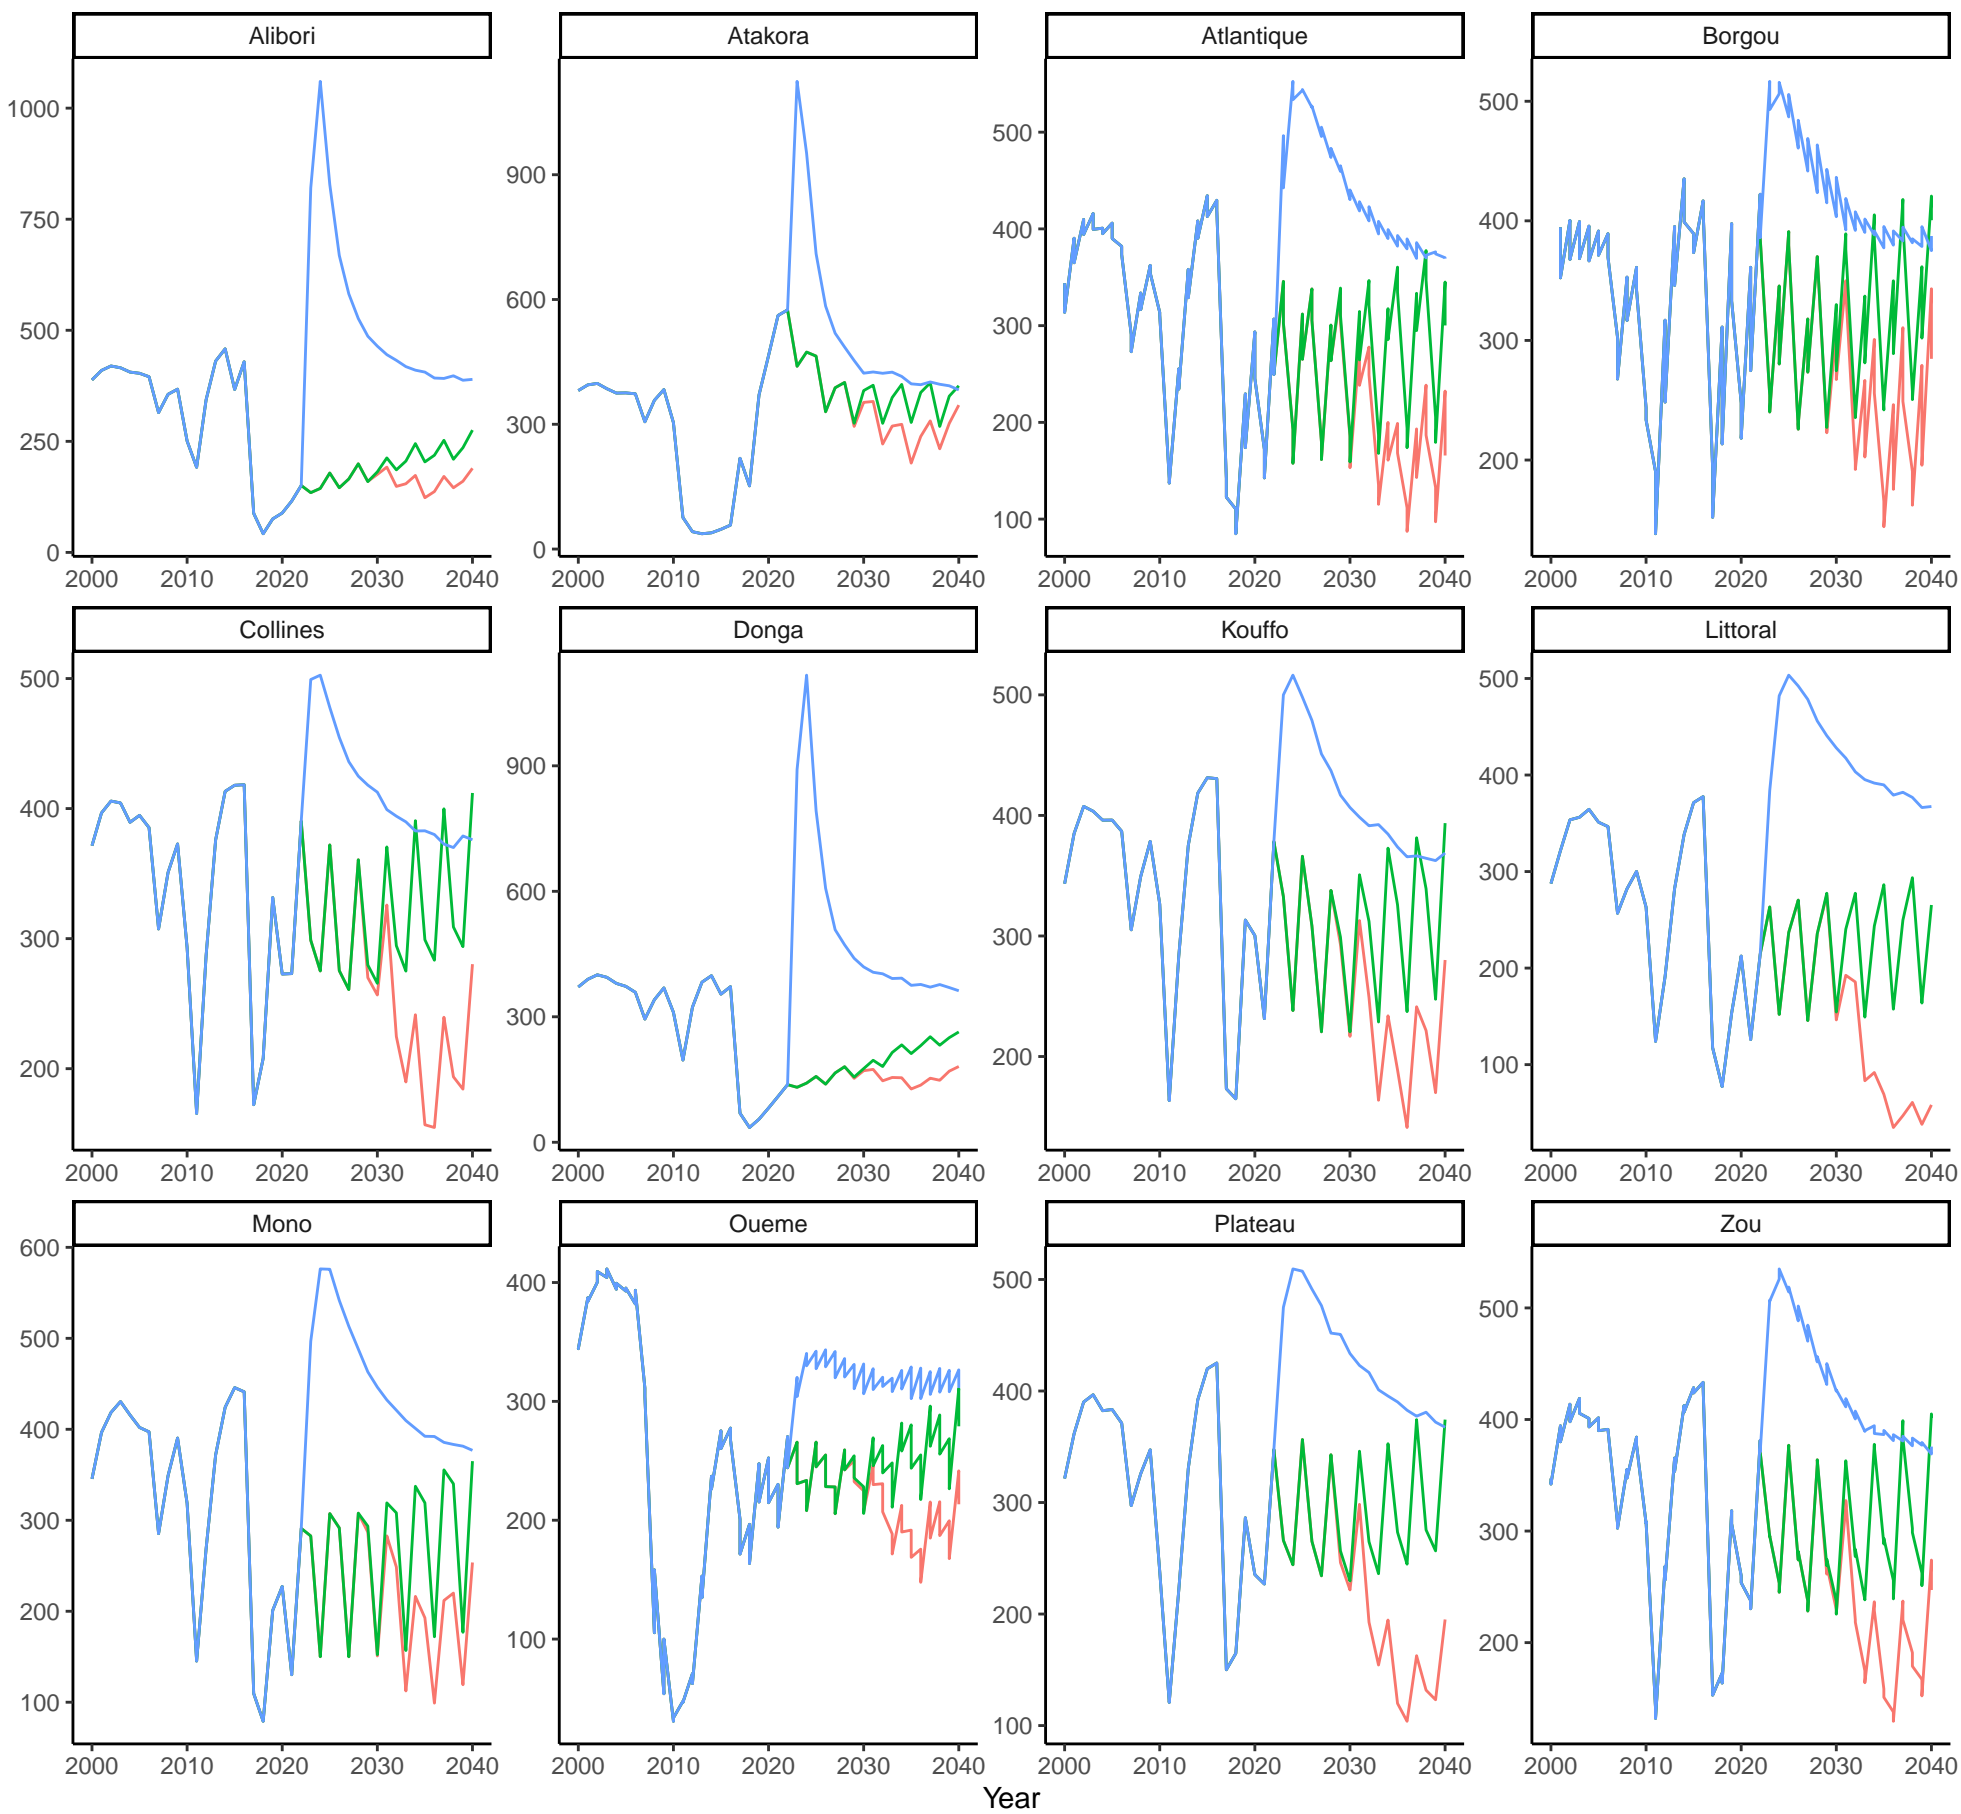 Alibori Atakora Atlantique Borgou
1000 750 500 250 0
900 600 300 0
500 400 300 200 100
500 400 300 200
2000 2010 2020 2030 2040 2000 2010 2020 2030 2040 2000 2010 2020 2030 2040 2000 2010 2020 2030 2040
Collines Donga Kouffo Littoral
500 400 300 200
900 600 300 0
500 400 300 200
500 400 300 200 100
2000 2010 2020 2030 2040 2000 2010 2020 2030 2040 2000 2010 2020 2030 2040 2000 2010 2020 2030 2040
Mono Oueme Plateau Zou
600 500 400 300 200 100
400 300 200 100
500 400 300 200 100
500 400 300 200
2000 2010 2020 2030 2040 2000 2010 2020 2030 2040 2000 2010 2020 2030 2040 2000 2010 2020 2030 2040
Year